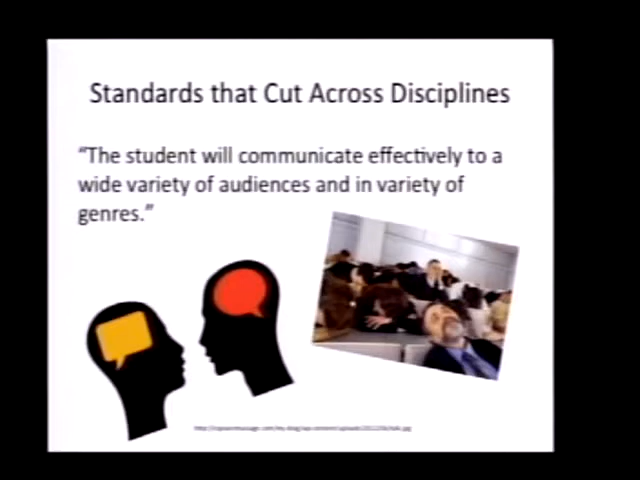 Standards that Cut Across Disciplines
“The student will communicate effectively to a
wide variety of audiences and in variety of
genres.”